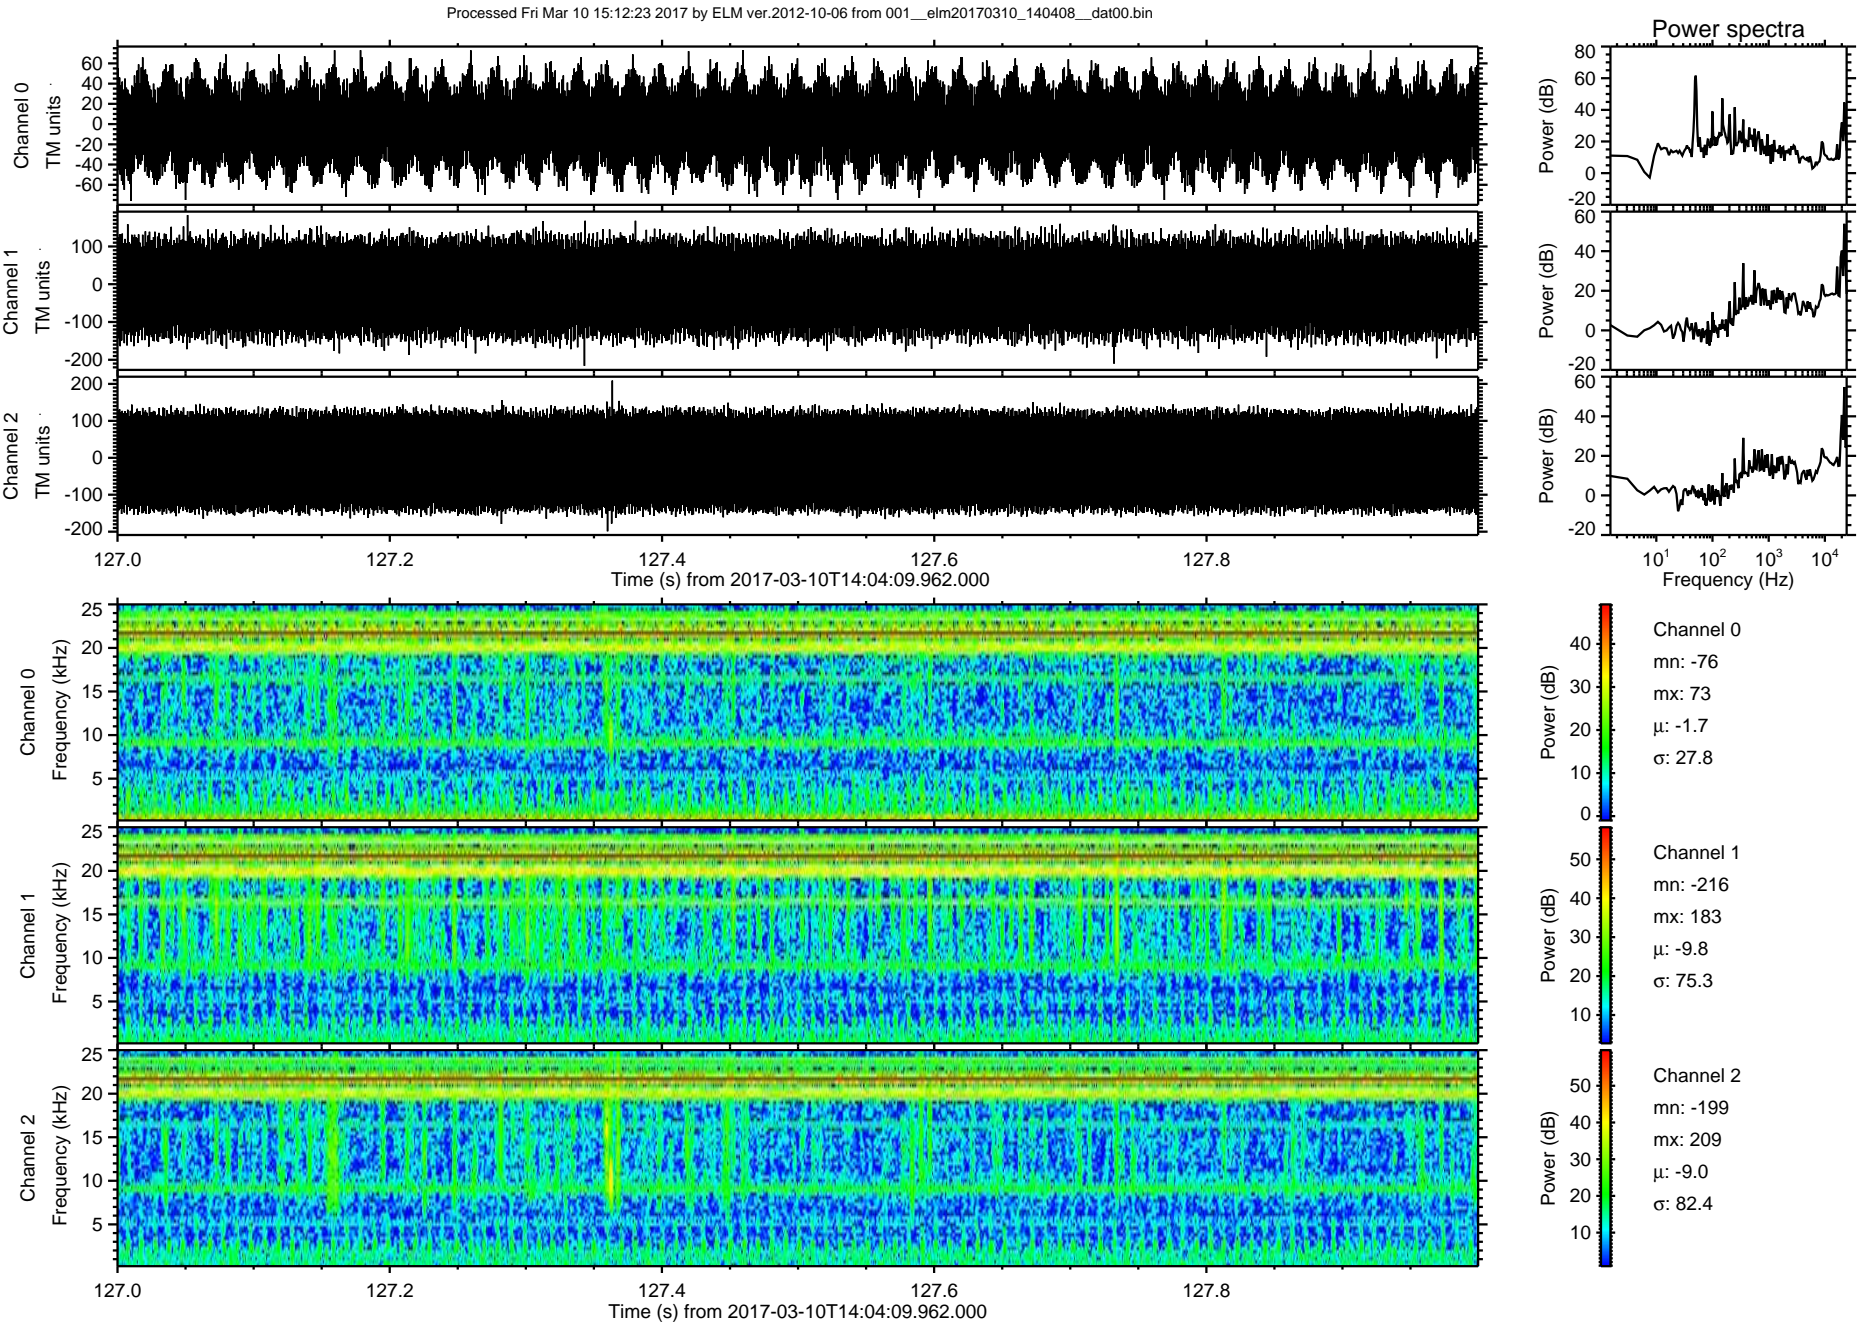 Processed Fri Mar 10 15:12:23 2017 by ELM ver.2012-10-06 from 001__elm20170310_140408__dat00.bin
Power spectra
Channel 0
TM units
60
40
20
0
-20
-40
-60
Power (dB)
80
60
40
20
0
-20
Channel 1
TM units
100
0
-100
-200
Power (dB)
60
40
20
0
-20
Channel 2
TM units
200
100
0
-100
-200
Power (dB)
60
40
20
0
-20
127.0 127.2 127.4 127.6 127.8
Time (s) from 2017-03-10T14:04:09.962.000
10¹ 10² 10³ 10⁴
Frequency (Hz)
Channel 0
Frequency (kHz)
25
20
15
10
5
Power (dB)
40
30
20
10
0
Channel 0
mn: -76
mx: 73
μ: -1.7
σ: 27.8
Channel 1
Frequency (kHz)
25
20
15
10
5
Power (dB)
50
40
30
20
10
Channel 1
mn: -216
mx: 183
μ: -9.8
σ: 75.3
Channel 2
Frequency (kHz)
25
20
15
10
5
Power (dB)
50
40
30
20
10
Channel 2
mn: -199
mx: 209
μ: -9.0
σ: 82.4
127.0 127.2 127.4 127.6 127.8
Time (s) from 2017-03-10T14:04:09.962.000